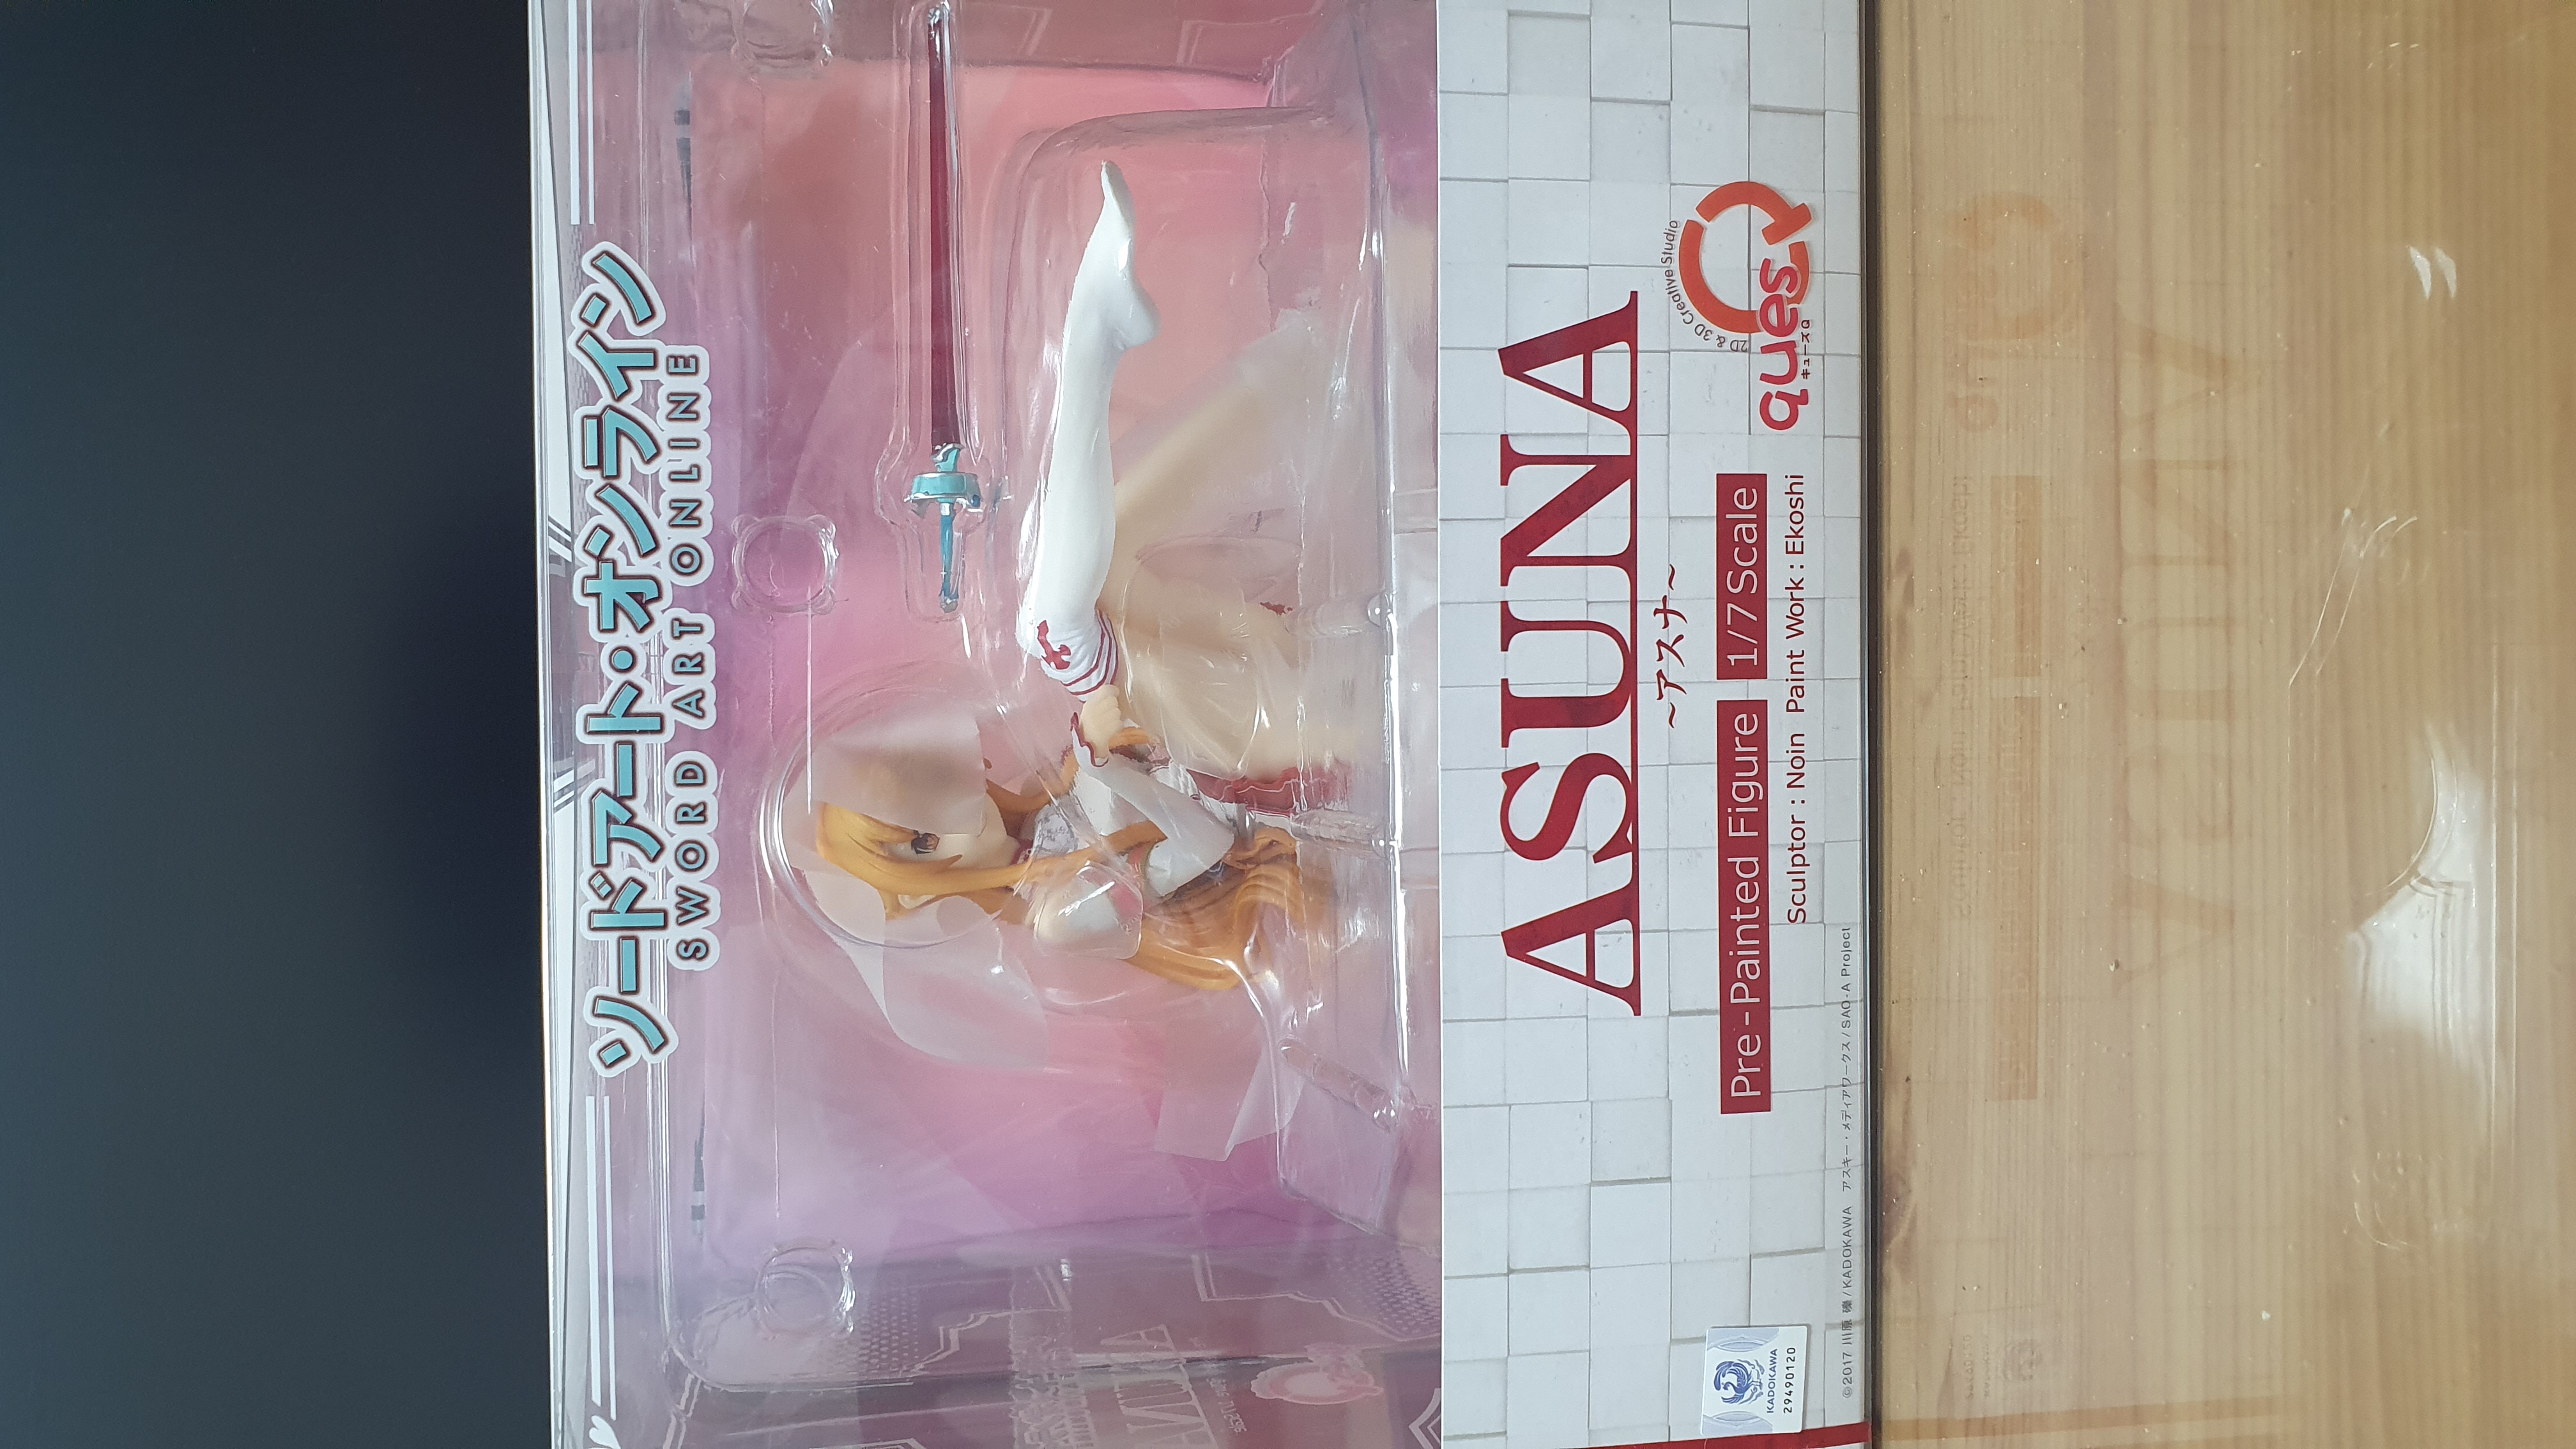 ソードアート・オンライン
SWORD ART ONLINE
ASUNA
～アスナ～
Pre-Painted Figure 1/7 Scale
Sculptor : Noin Paint Work : Ekoshi
2D & 3D Creative Studio
ques
キューズQ
KADOKAWA
29490120
©2017 川原 礫/KADOKAWA アスキー・メディアワークス/SAO-A Project